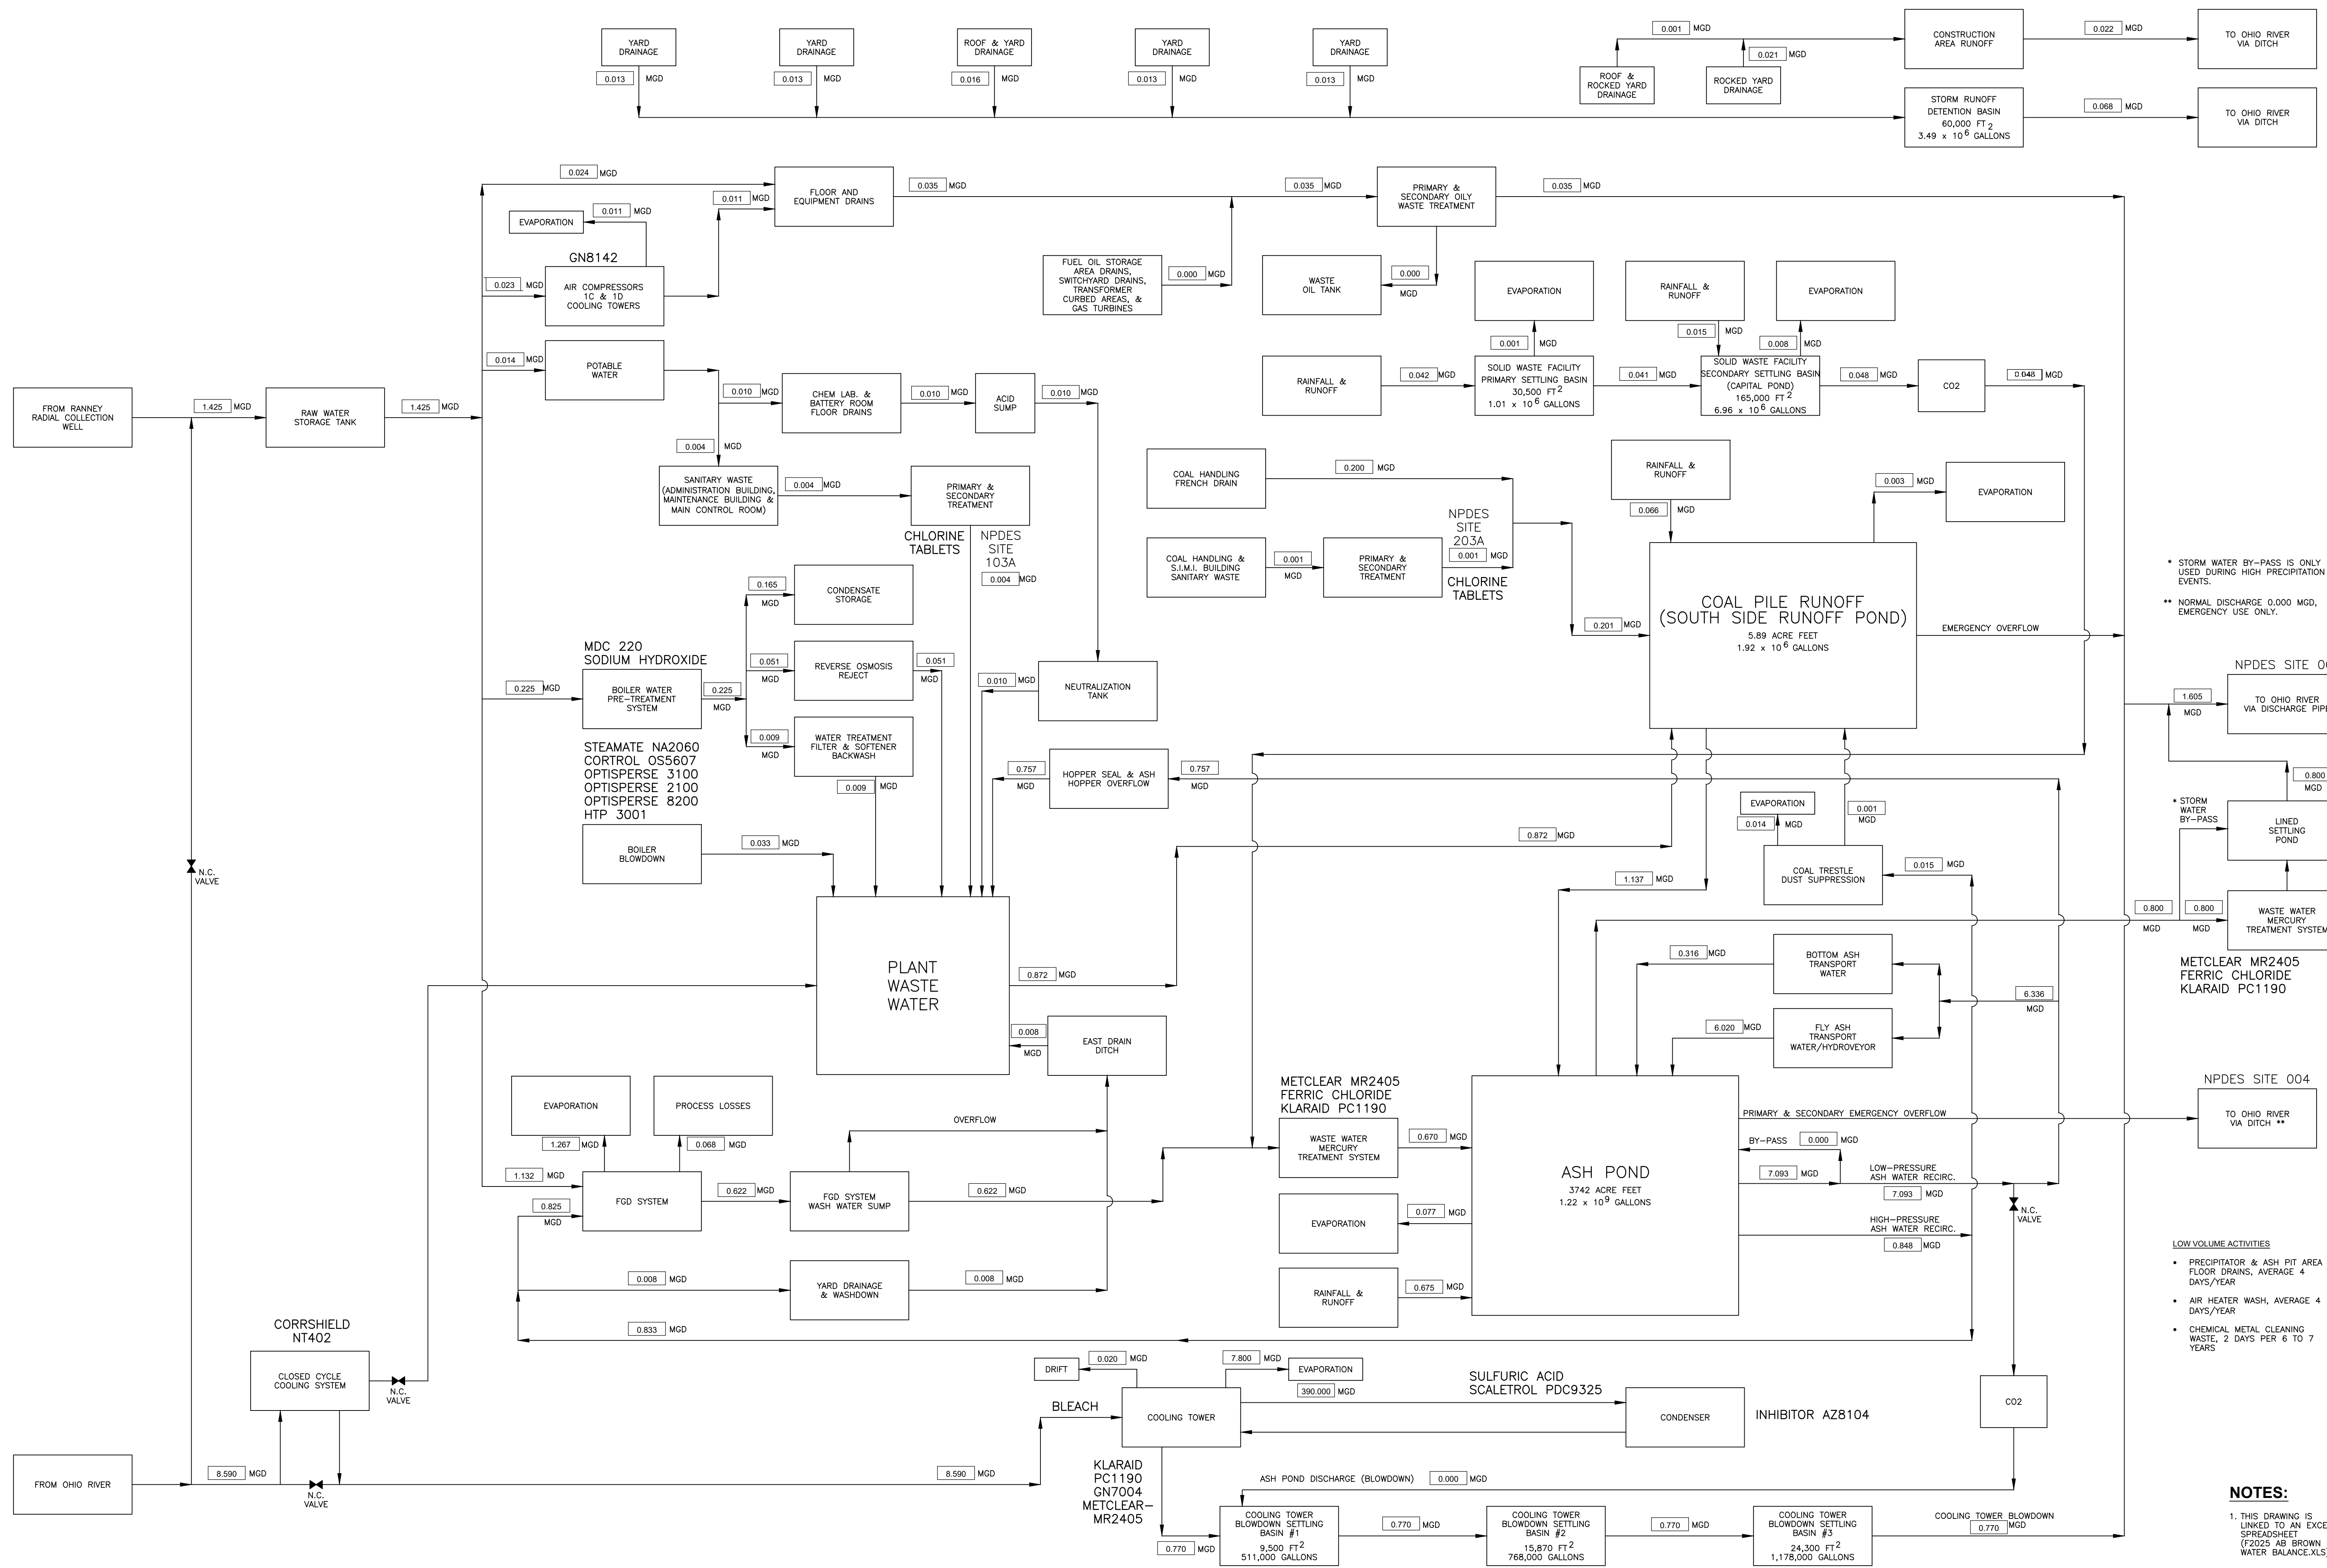 YARD
DRAINAGE
0.013 MGD
YARD
DRAINAGE
0.013 MGD
ROOF & YARD
DRAINAGE
0.016 MGD
YARD
DRAINAGE
0.013 MGD
YARD
DRAINAGE
0.013 MGD
0.001 MGD
0.021 MGD
ROOF &
ROCKED YARD
DRAINAGE
ROCKED YARD
DRAINAGE
CONSTRUCTION
AREA RUNOFF
0.022 MGD
TO OHIO RIVER
VIA DITCH
STORM RUNOFF
DETENTION BASIN
60,000 FT 2
3.49 x 10 6 GALLONS
0.068 MGD
TO OHIO RIVER
VIA DITCH
0.024 MGD
0.011 MGD
EVAPORATION
0.011 MGD
FLOOR AND
EQUIPMENT DRAINS
0.035 MGD
0.035 MGD
PRIMARY &
SECONDARY OILY
WASTE TREATMENT
0.035 MGD
GN8142
0.023 MGD
AIR COMPRESSORS
1C & 1D
COOLING TOWERS
FUEL OIL STORAGE
AREA DRAINS,
SWITCHYARD DRAINS,
TRANSFORMER
CURBED AREAS, &
GAS TURBINES
0.000 MGD
WASTE
OIL TANK
0.000
MGD
EVAPORATION
RAINFALL &
RUNOFF
EVAPORATION
0.001 MGD
0.015 MGD
0.008 MGD
RAINFALL &
RUNOFF
0.042 MGD
SOLID WASTE FACILITY
PRIMARY SETTLING BASIN
30,500 FT 2
1.01 x 10 6 GALLONS
0.041 MGD
SOLID WASTE FACILITY
SECONDARY SETTLING BASIN
(CAPITAL POND)
165,000 FT 2
6.96 x 10 6 GALLONS
0.048 MGD
CO2
0.048 MGD
FROM RANNEY
RADIAL COLLECTION
WELL
1.425 MGD
RAW WATER
STORAGE TANK
1.425 MGD
0.014 MGD
POTABLE
WATER
0.010 MGD
CHEM LAB. &
BATTERY ROOM
FLOOR DRAINS
0.010 MGD
ACID
SUMP
0.010 MGD
0.004 MGD
SANITARY WASTE
(ADMINISTRATION BUILDING,
MAINTENANCE BUILDING &
MAIN CONTROL ROOM)
0.004 MGD
PRIMARY &
SECONDARY
TREATMENT
CHLORINE
TABLETS
NPDES
SITE
103A
0.004 MGD
COAL HANDLING
FRENCH DRAIN
0.200 MGD
COAL HANDLING &
S.I.M.I. BUILDING
SANITARY WASTE
0.001
MGD
PRIMARY &
SECONDARY
TREATMENT
NPDES
SITE
203A
0.001 MGD
CHLORINE
TABLETS
0.201 MGD
RAINFALL &
RUNOFF
0.066 MGD
0.003 MGD
EVAPORATION
COAL PILE RUNOFF
(SOUTH SIDE RUNOFF POND)
5.89 ACRE FEET
1.92 x 10 6 GALLONS
EMERGENCY OVERFLOW
* STORM WATER BY-PASS IS ONLY
USED DURING HIGH PRECIPITATION
EVENTS.
** NORMAL DISCHARGE 0.000 MGD,
EMERGENCY USE ONLY.
MDC 220
SODIUM HYDROXIDE
0.225 MGD
BOILER WATER
PRE-TREATMENT
SYSTEM
0.225
MGD
0.165
MGD
CONDENSATE
STORAGE
0.051
MGD
REVERSE OSMOSIS
REJECT
0.051
MGD
0.009
MGD
WATER TREATMENT
FILTER & SOFTENER
BACKWASH
0.009 MGD
0.010 MGD
NEUTRALIZATION
TANK
STEAMATE NA2060
CORTROL OS5607
OPTISPERSE 3100
OPTISPERSE 2100
OPTISPERSE 8200
HTP 3001
BOILER
BLOWDOWN
0.033 MGD
0.757
MGD
HOPPER SEAL & ASH
HOPPER OVERFLOW
0.757
MGD
0.872 MGD
EVAPORATION
0.014 MGD
0.001
MGD
COAL TRESTLE
DUST SUPPRESSION
0.015 MGD
1.137 MGD
1.605
MGD
TO OHIO RIVER
0.800
MGD
* STORM
WATER
BY-PASS
LINED
SETTLING
POND
0.800
MGD
0.800
MGD
WASTE WATER
MERCURY
TREATMENT SYSTEM
METCLEAR MR2405
FERRIC CHLORIDE
KLARAID PC1190
N.C.
VALVE
PLANT
WASTE
WATER
0.872 MGD
0.008
MGD
EAST DRAIN
DITCH
0.316 MGD
BOTTOM ASH
TRANSPORT
WATER
6.020 MGD
FLY ASH
TRANSPORT
WATER/HYDROVEYOR
6.336
MGD
EVAPORATION
1.267 MGD
PROCESS LOSSES
0.068 MGD
OVERFLOW
1.132 MGD
0.825
MGD
FGD SYSTEM
0.622 MGD
FGD SYSTEM
WASH WATER SUMP
0.622 MGD
METCLEAR MR2405
FERRIC CHLORIDE
KLARAID PC1190
WASTE WATER
MERCURY
TREATMENT SYSTEM
0.670 MGD
EVAPORATION
0.077 MGD
RAINFALL &
RUNOFF
0.675 MGD
ASH POND
3742 ACRE FEET
1.22 x 10 9 GALLONS
PRIMARY & SECONDARY EMERGENCY OVERFLOW
BY-PASS 0.000 MGD
7.093 MGD
LOW-PRESSURE
ASH WATER RECIRC.
7.093 MGD
HIGH-PRESSURE
ASH WATER RECIRC.
0.848 MGD
N.C.
VALVE
NPDES SITE 004
TO OHIO RIVER
VIA DITCH **
0.008 MGD
YARD DRAINAGE
& WASHDOWN
0.008 MGD
0.833 MGD
LOW VOLUME ACTIVITIES
* PRECIPITATOR & ASH PIT AREA
FLOOR DRAINS, AVERAGE 4
DAYS/YEAR
* AIR HEATER WASH, AVERAGE 4
DAYS/YEAR
* CHEMICAL METAL CLEANING
WASTE, 2 DAYS PER 6 TO 7
YEARS
CORRSHIELD
NT402
CLOSED CYCLE
COOLING SYSTEM
N.C.
VALVE
FROM OHIO RIVER
8.590 MGD
N.C.
VALVE
8.590 MGD
BLEACH
DRIFT
0.020 MGD
7.800 MGD
EVAPORATION
COOLING TOWER
390.000 MGD
SULFURIC ACID
SCALETROL PDC9325
CONDENSER
INHIBITOR AZ8104
CO2
KLARAID
PC1190
GN7004
METCLEAR-
MR2405
ASH POND DISCHARGE (BLOWDOWN) 0.000 MGD
0.770 MGD
COOLING TOWER
BLOWDOWN SETTLING
BASIN #1
9,500 FT 2
511,000 GALLONS
0.770 MGD
COOLING TOWER
BLOWDOWN SETTLING
BASIN #2
15,870 FT 2
768,000 GALLONS
0.770 MGD
COOLING TOWER
BLOWDOWN SETTLING
BASIN #3
24,300 FT 2
1,178,000 GALLONS
COOLING TOWER BLOWDOWN
0.770 MGD
NPDES SITE
VIA DISCHARGE
NOTES:
1. THIS DRAWING IS
LINKED TO AN
SPREADSHEET
(F2025 AB BROWN
WATER BALANCE.XLS)